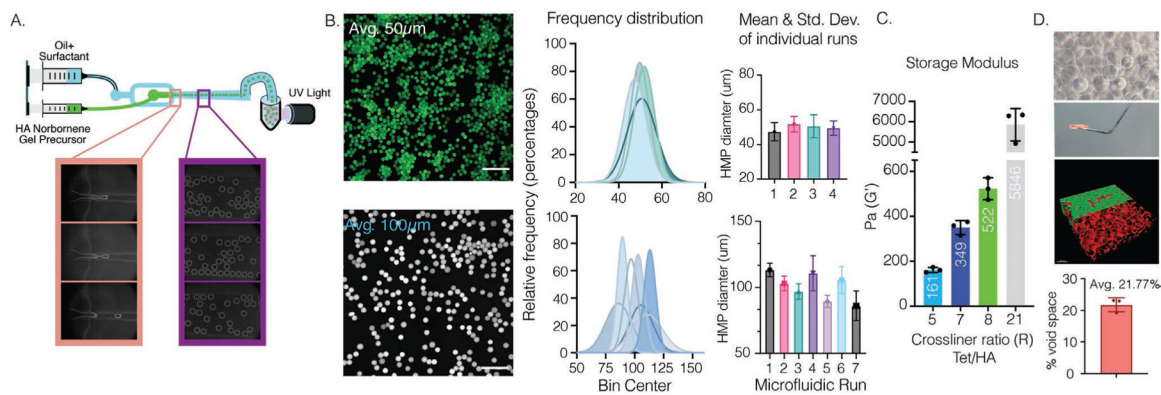 A.
Oil+
Surfactant
HA Norbornene
Gel Precursor
UV Light
B.
Avg. 50µm
Avg. 100µm
Frequency distribution
Relative frequency (percentages)
100
80
60
40
20
0
20
40
60
80
100
80
60
40
20
0
50
75
100
125
150
Bin Center
Mean & Std. Dev.
of individual runs
HMP diamter (um)
80
60
40
20
1 2 3 4
HMP diamter (um)
150
100
50
1 2 3 4 5 6 7
Microfluidic Run
C.
Storage Modulus
Pa (G')
7000
6000
5000
600
400
200
0
161
349
522
5846
5 7 8 21
Crossliner ratio (R)
Tet/HA
D.
Avg. 21.77%
% void space
30
20
10
0